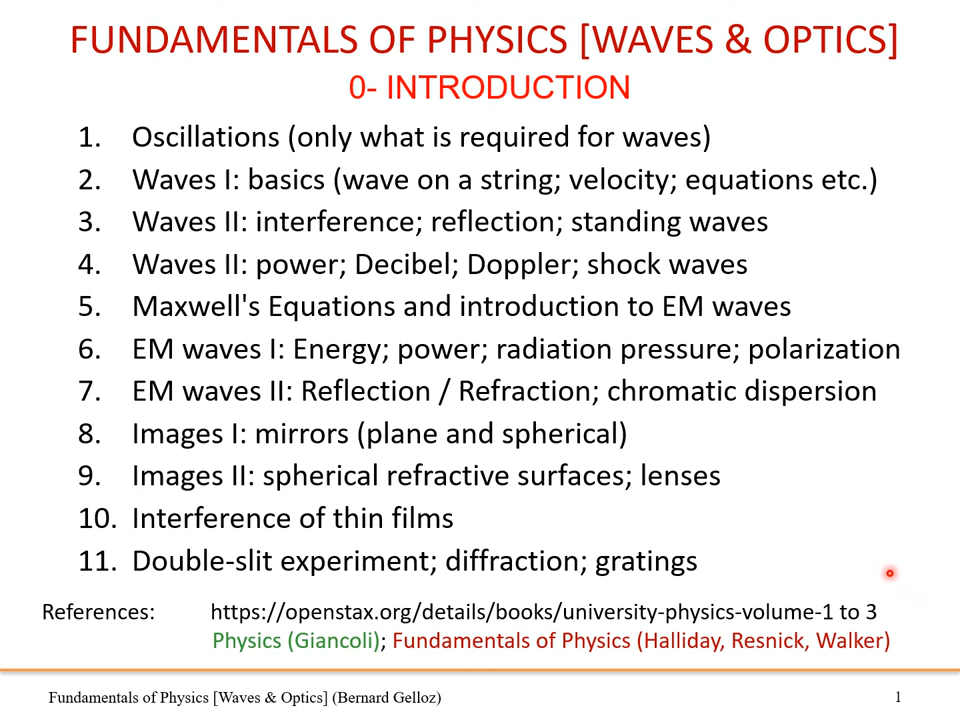 FUNDAMENTALS OF PHYSICS [WAVES & OPTICS]
0- INTRODUCTION
1. Oscillations (only what is required for waves)
2. Waves I: basics (wave on a string; velocity; equations etc.)
3. Waves II: interference; reflection; standing waves
4. Waves II: power; Decibel; Doppler; shock waves
5. Maxwell's Equations and introduction to EM waves
6. EM waves I: Energy; power; radiation pressure; polarization
7. EM waves II: Reflection / Refraction; chromatic dispersion
8. Images I: mirrors (plane and spherical)
9. Images II: spherical refractive surfaces; lenses
10. Interference of thin films
11. Double-slit experiment; diffraction; gratings
References: https://openstax.org/details/books/university-physics-volume-1 to 3
Physics (Giancoli); Fundamentals of Physics (Halliday, Resnick, Walker)
Fundamentals of Physics [Waves & Optics] (Bernard Gelloz) 1